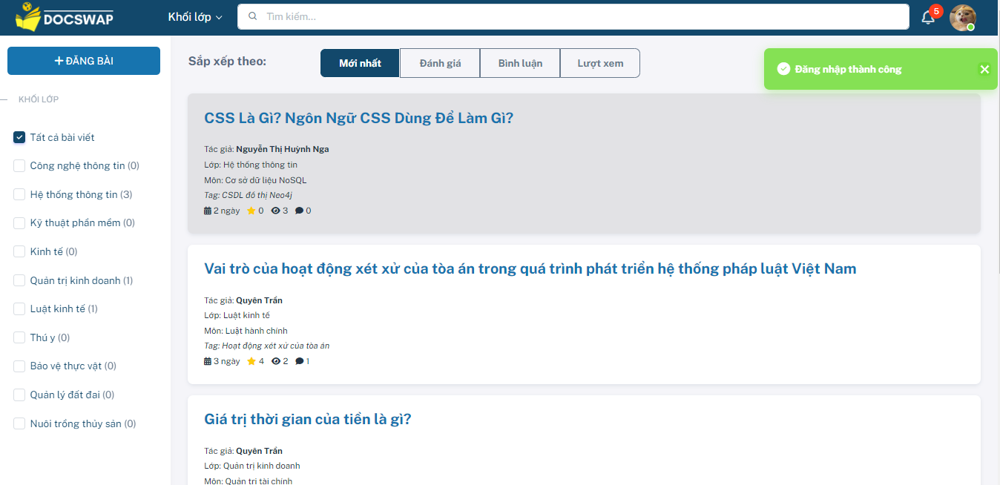 DOCSWAP
Khối lớp
Tìm kiếm...
5
ĐĂNG BÀI
KHỐI LỚP
Tất cả bài viết
Công nghệ thông tin (0)
Hệ thống thông tin (3)
Kỹ thuật phần mềm (0)
Kinh tế (0)
Quản trị kinh doanh (1)
Luật kinh tế (1)
Thú y (0)
Bảo vệ thực vật (0)
Quản lý đất đai (0)
Nuôi trồng thủy sản (0)
Sắp xếp theo:
Mới nhất
Đánh giá
Bình luận
Lượt xem
Đăng nhập thành công
CSS Là Gì? Ngôn Ngữ CSS Dùng Để Làm Gì?
Tác giả: Nguyễn Thị Huỳnh Nga
Lớp: Hệ thống thông tin
Môn: Cơ sở dữ liệu NoSQL
Tag: CSDL đồ thị Neo4j
2 ngày 0 3 0
Vai trò của hoạt động xét xử của tòa án trong quá trình phát triển hệ thống pháp luật Việt Nam
Tác giả: Quyên Trần
Lớp: Luật kinh tế
Môn: Luật hành chính
Tag: Hoạt động xét xử của tòa án
3 ngày 4 2 1
Giá trị thời gian của tiền là gì?
Tác giả: Quyên Trần
Lớp: Quản trị kinh doanh
Môn: Quản trị tài chính